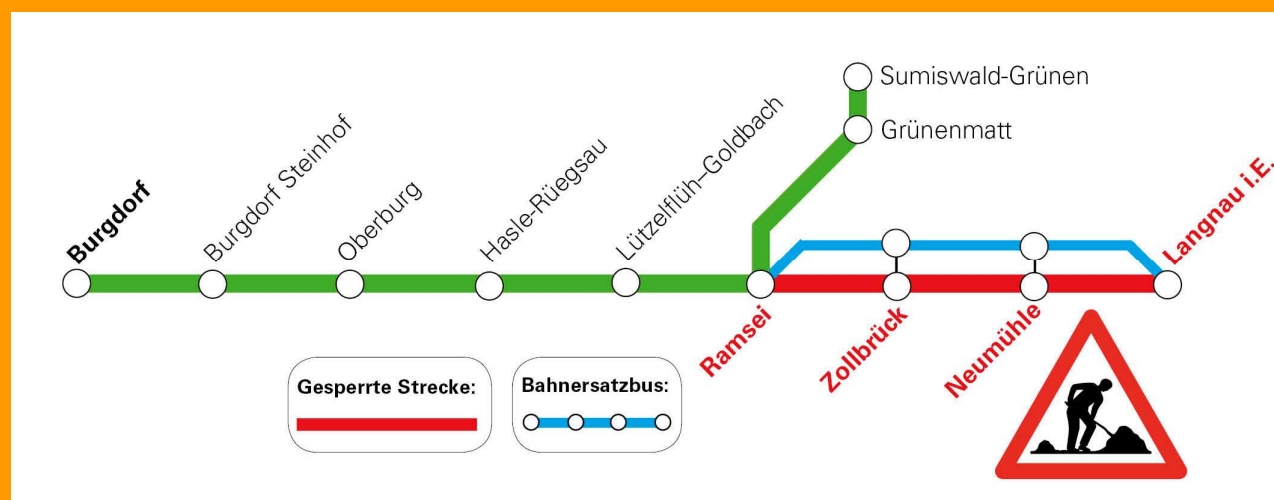 Burgdorf
Burgdorf Steinhof
Oberburg
Hasle-Rüegsau
Lützelflüh–Goldbach
Sumiswald-Grünen
Grünenmatt
Ramsei
Zollbrück
Neumühle
Langnau i.E.
Gesperrte Strecke:
Bahnersatzbus: